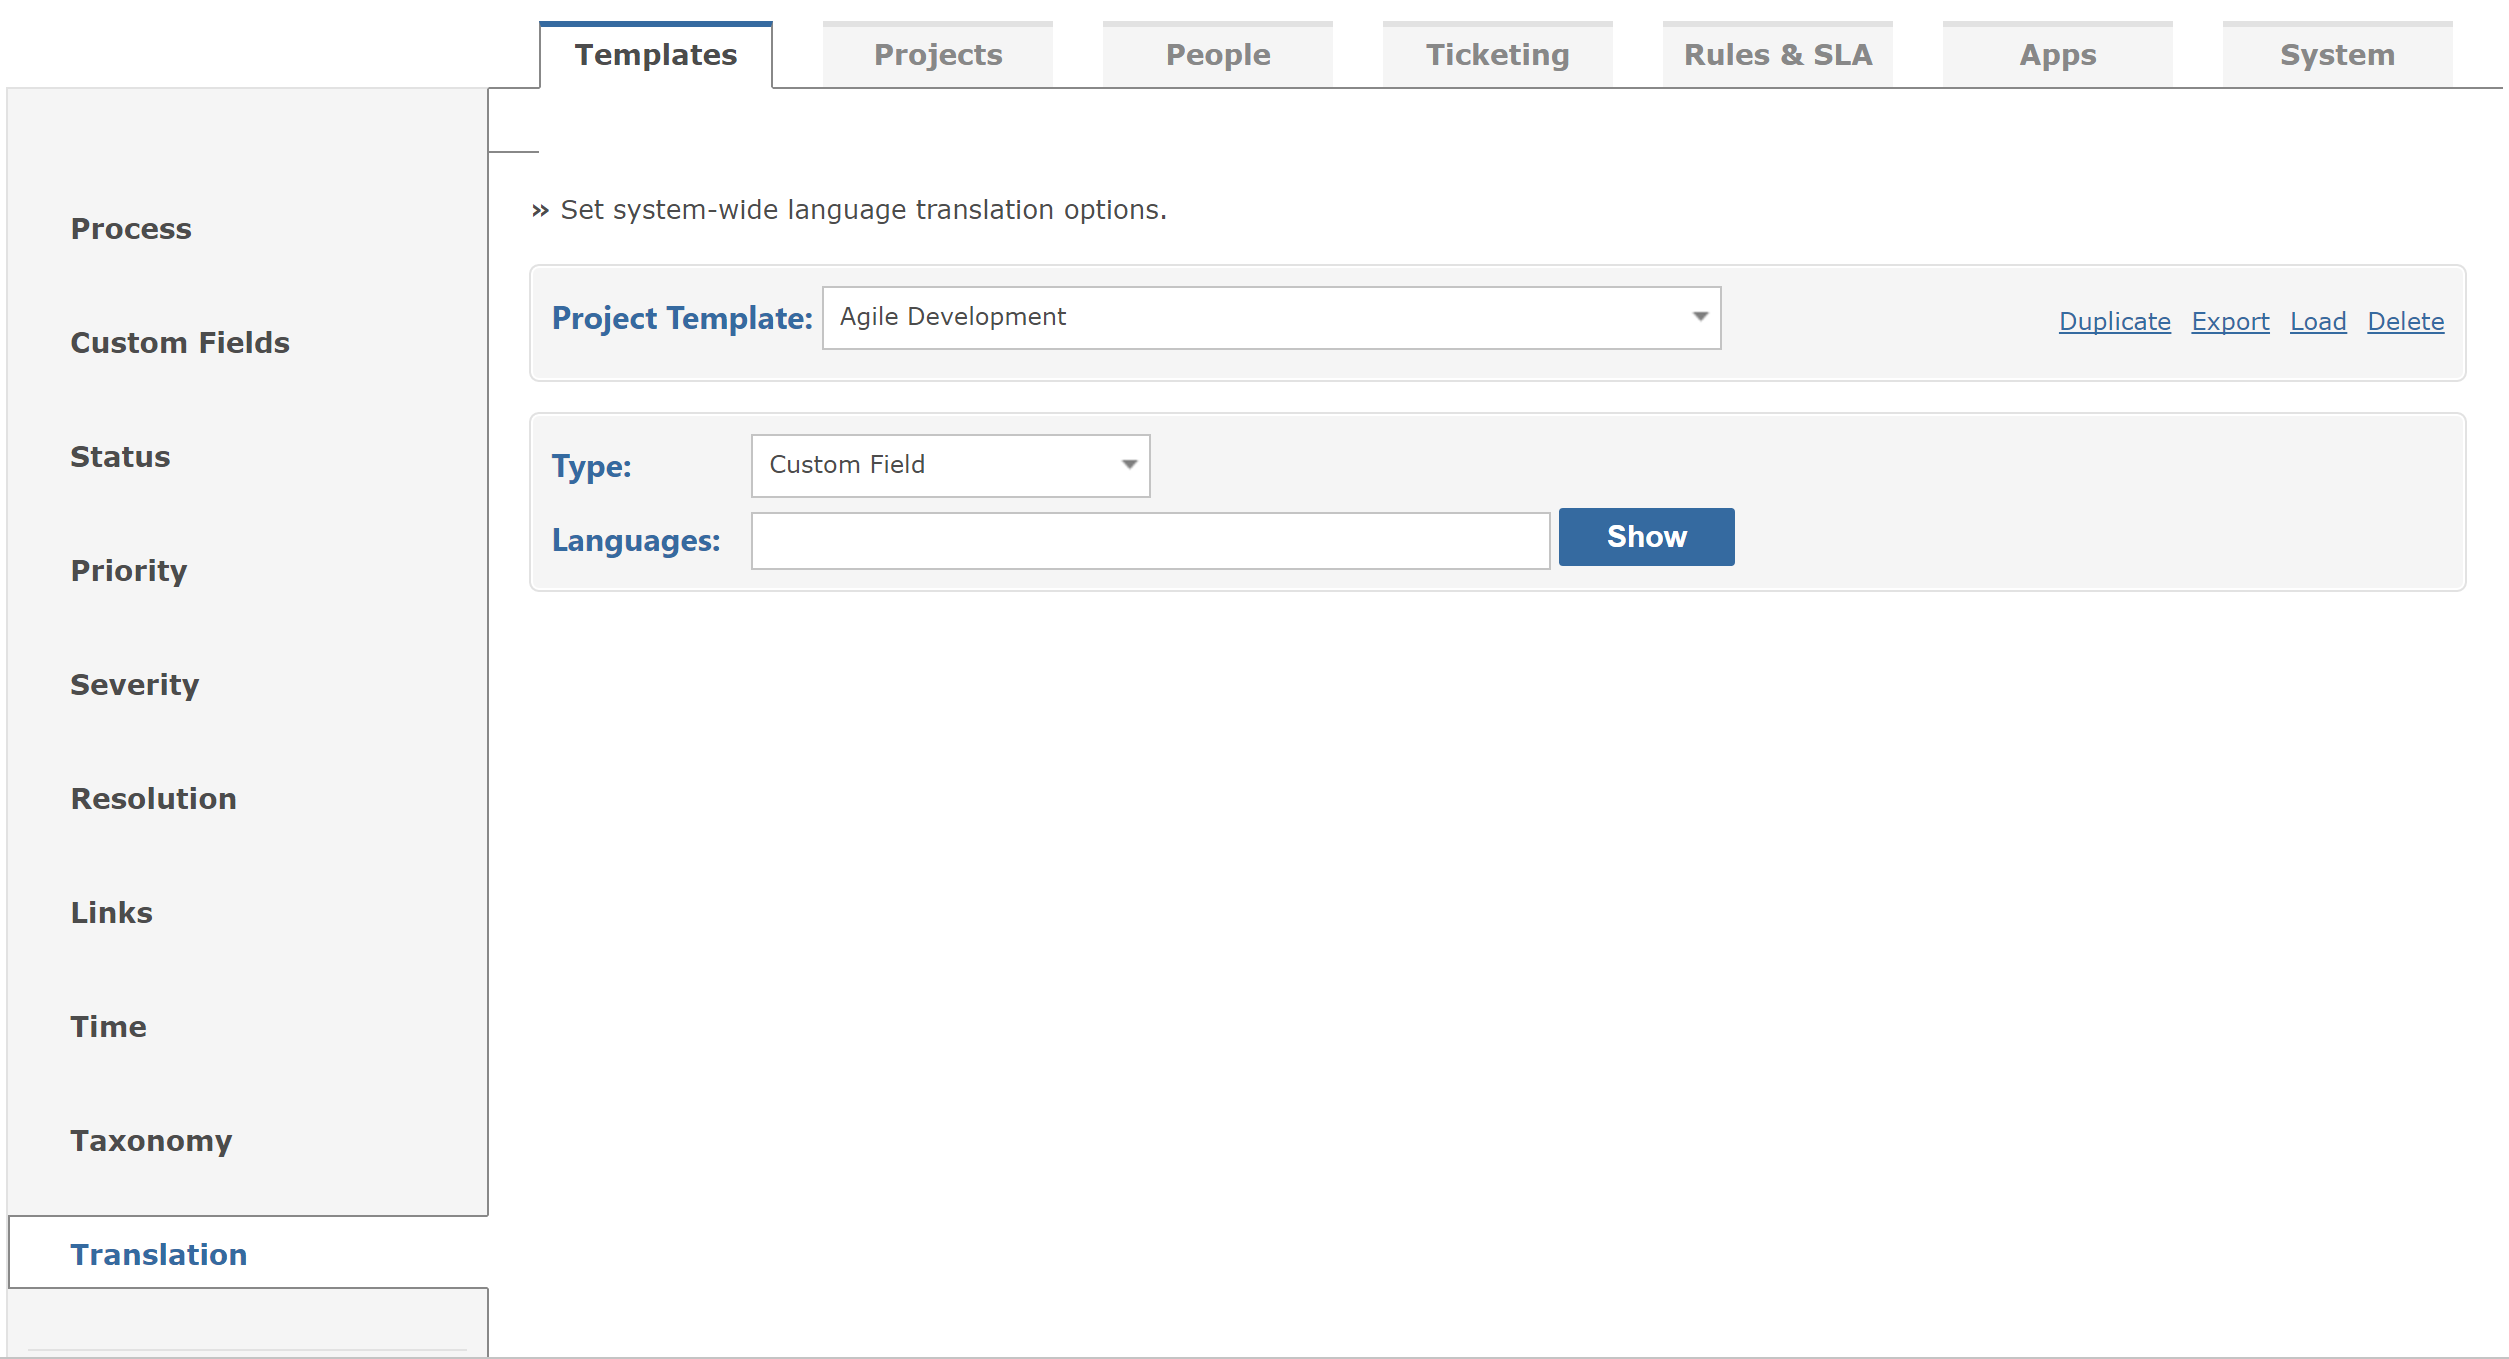 Templates Projects People Ticketing Rules & SLA Apps System
Process
Custom Fields
Status
Priority
Severity
Resolution
Links
Time
Taxonomy
Translation
» Set system-wide language translation options.
Project Template: Agile Development Duplicate Export Load Delete
Type: Custom Field
Languages: Show